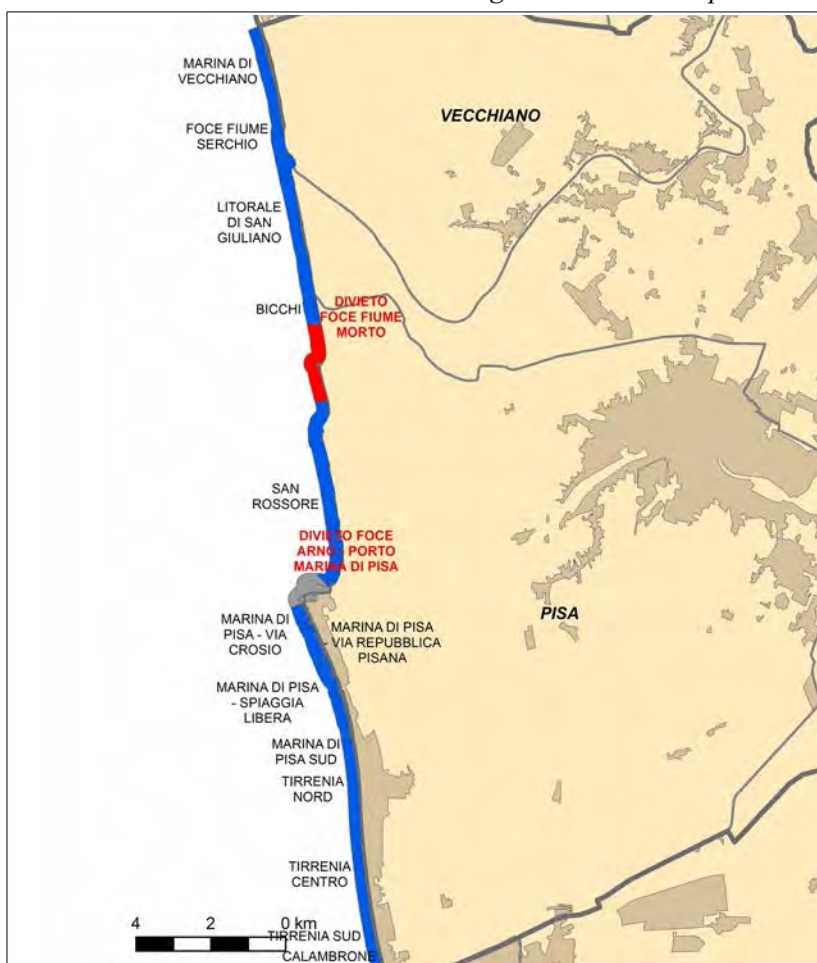 MARINA DI
VECCHIANO
VECCHIANO
FOCE FIUME
SERCHIO
LITORALE
DI SAN
GIULIANO
BICCHI
DIVIETO
FOCE FIUME
MORTO
SAN
ROSSORE
DIVIETO FOCE
ARNO - PORTO
MARINA DI PISA
MARINA DI
PISA - VIA
CROSIO
MARINA DI PISA
- VIA REPUBBLICA
PISANA
PISA
MARINA DI PISA
- SPIAGGIA
LIBERA
MARINA DI
PISA SUD
TIRRENIA
NORD
TIRRENIA
CENTRO
4 2 0 km
TIRRENIA SUD
CALAMBRONE